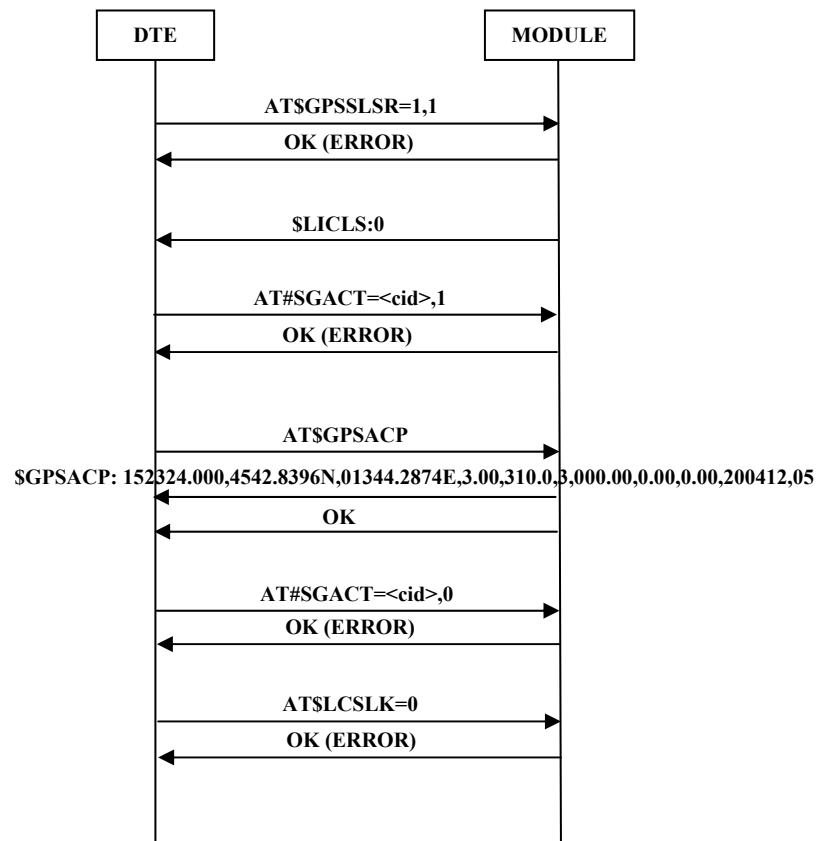 DTE
MODULE
AT$GPSSLSR=1,1
OK (ERROR)
$LICLS:0
AT#SGACT=<cid>,1
OK (ERROR)
AT$GPSACP
$GPSACP: 152324.000,4542.8396N,01344.2874E,3.00,310.0,3,000.00,0.00,0.00,200412,05
OK
AT#SGACT=<cid>,0
OK (ERROR)
AT$LCSLK=0
OK (ERROR)